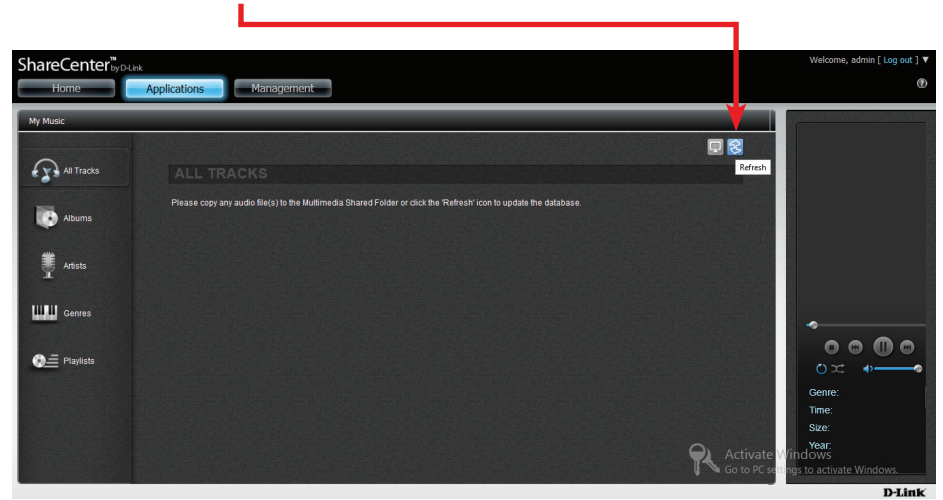 ShareCenter™ by D-Link
Welcome, admin [ Log out ] ▼
Home
Applications
Management
?
My Music
All Tracks
Albums
Artists
Genres
Playlists
Refresh
ALL TRACKS
Please copy any audio file(s) to the Multimedia Shared Folder or click the 'Refresh' icon to update the database.
Genre:
Time:
Size:
Year:
Activate Windows
Go to PC settings to activate Windows.
D-Link